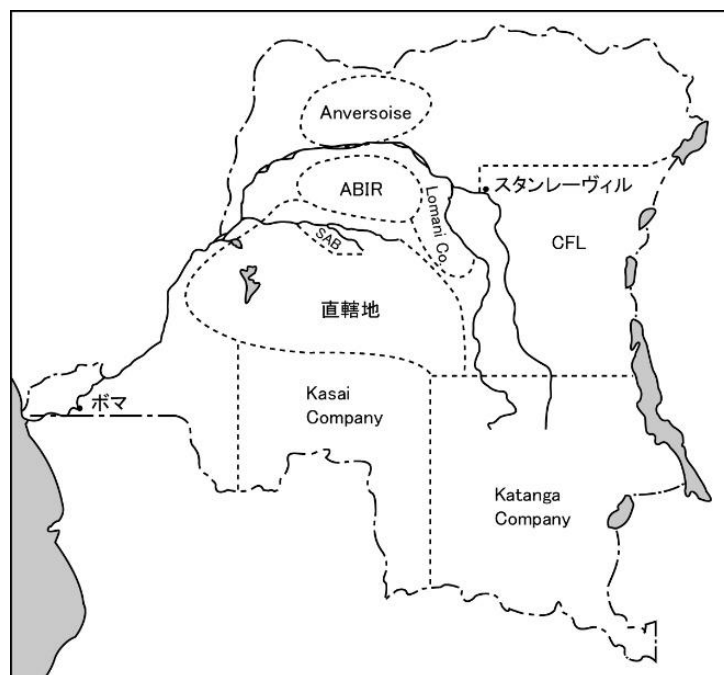 Anversoise
スタンレーヴィル
ABIR
Lomani Co.
SAB
CFL
直轄地
ボマ
Kasai
Company
Katanga
Company